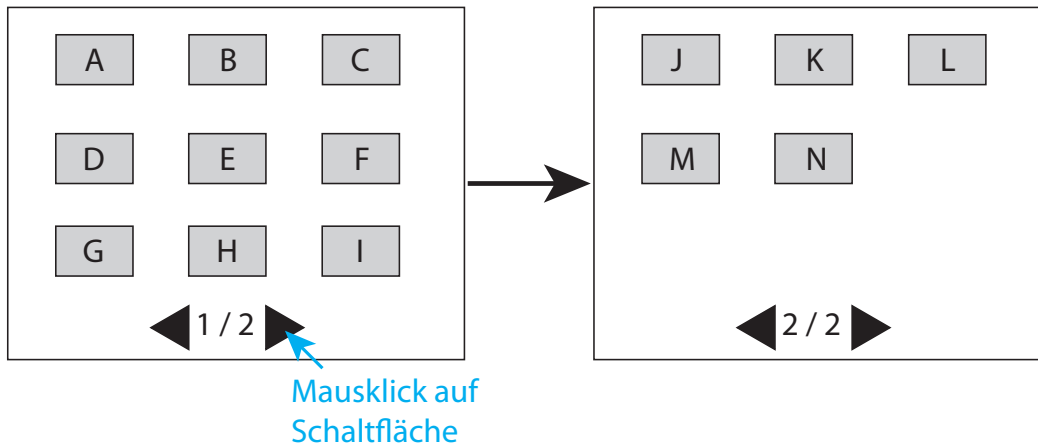 A B C
D E F
G H I
1 / 2
Mausklick auf
Schaltfläche
J K L
M N
2 / 2